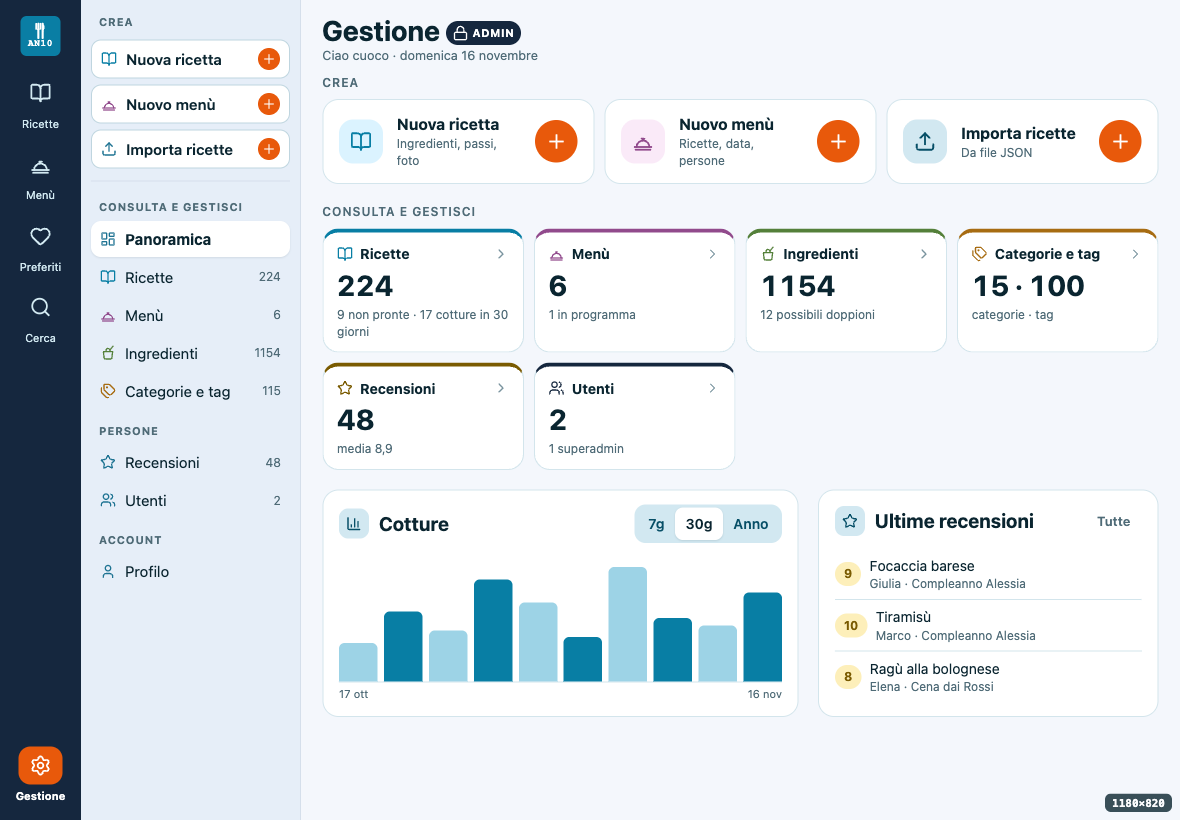 AN10
Ricette
Menù
Preferiti
Cerca
Gestione
CREA
Nuova ricetta
Nuovo menù
Importa ricette
CONSULTA E GESTISCI
Panoramica
Ricette 224
Menù 6
Ingredienti 1154
Categorie e tag 115
PERSONE
Recensioni 48
Utenti 2
ACCOUNT
Profilo
Gestione ADMIN
Ciao cuoco · domenica 16 novembre
CREA
Nuova ricetta
Ingredienti, passi,
foto
Nuovo menù
Ricette, data,
persone
Importa ricette
Da file JSON
CONSULTA E GESTISCI
Ricette
224
9 non pronte · 17 cotture in 30
giorni
Menù
6
1 in programma
Ingredienti
1154
12 possibili doppioni
Categorie e tag
15 · 100
categorie · tag
Recensioni
48
media 8,9
Utenti
2
1 superadmin
Cotture
7g 30g Anno
17 ott 16 nov
Ultime recensioni Tutte
9 Focaccia barese
Giulia · Compleanno Alessia
10 Tiramisù
Marco · Compleanno Alessia
8 Ragù alla bolognese
Elena · Cena dai Rossi
1180×820